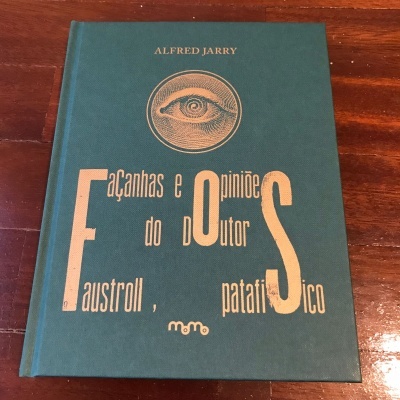 ALFRED JARRY
FaÇanhas e OpiniõeS
do DOutor
Faustroll, patafíSico
momo